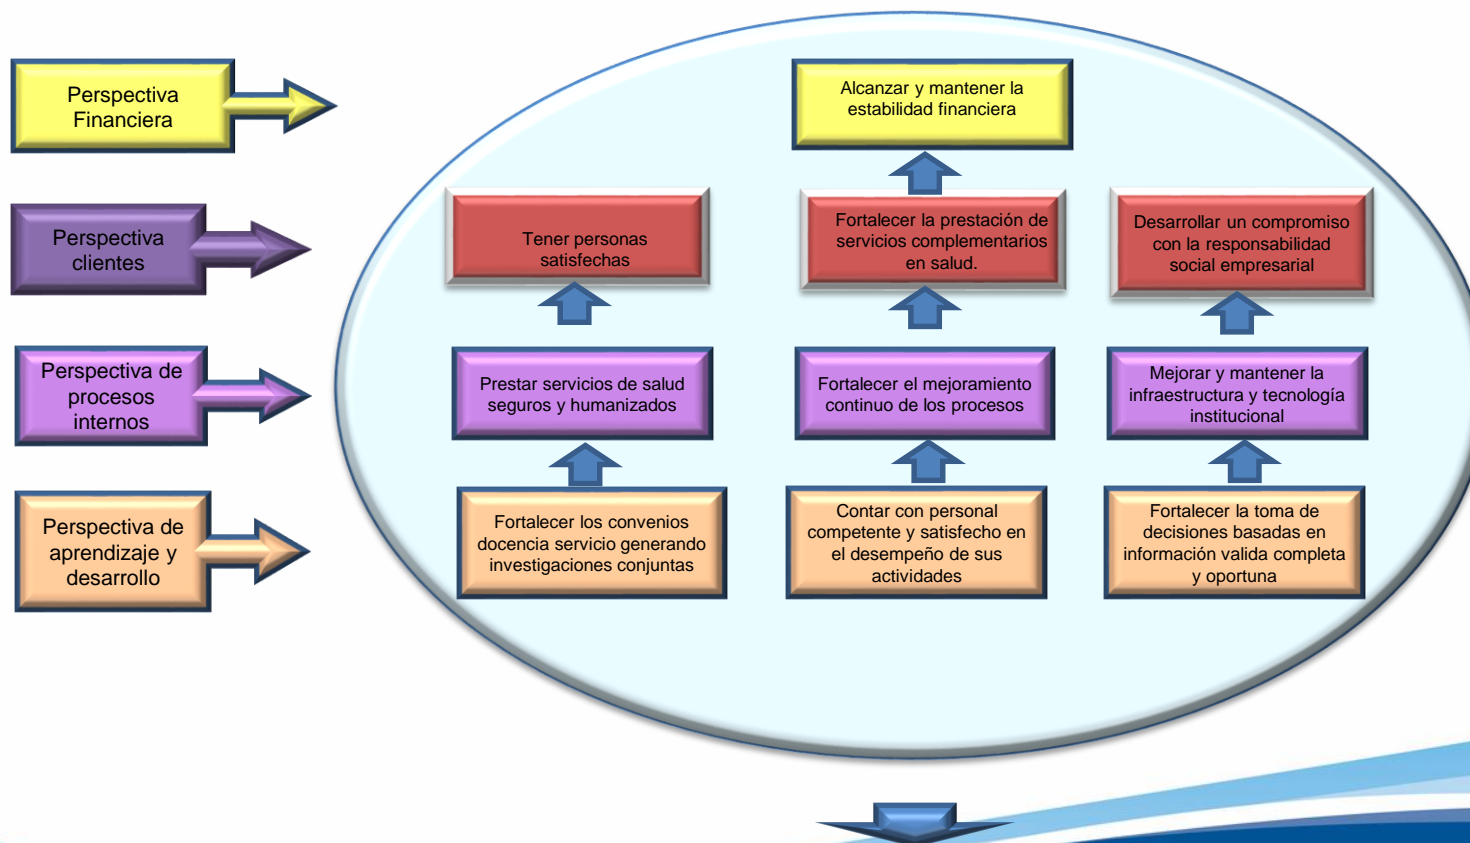 Perspectiva
Financiera
Alcanzar y mantener la
estabilidad financiera
Perspectiva
clientes
Tener personas
satisfechas
Fortalecer la prestación de
servicios complementarios
en salud.
Desarrollar un compromiso
con la responsabilidad
social empresarial
Perspectiva de
procesos
internos
Prestar servicios de salud
seguros y humanizados
Fortalecer el mejoramiento
continuo de los procesos
Mejorar y mantener la
infraestructura y tecnología
institucional
Perspectiva de
aprendizaje y
desarrollo
Fortalecer los convenios
docencia servicio generando
investigaciones conjuntas
Contar con personal
competente y satisfecho en
el desempeño de sus
actividades
Fortalecer la toma de
decisiones basadas en
información valida completa
y oportuna